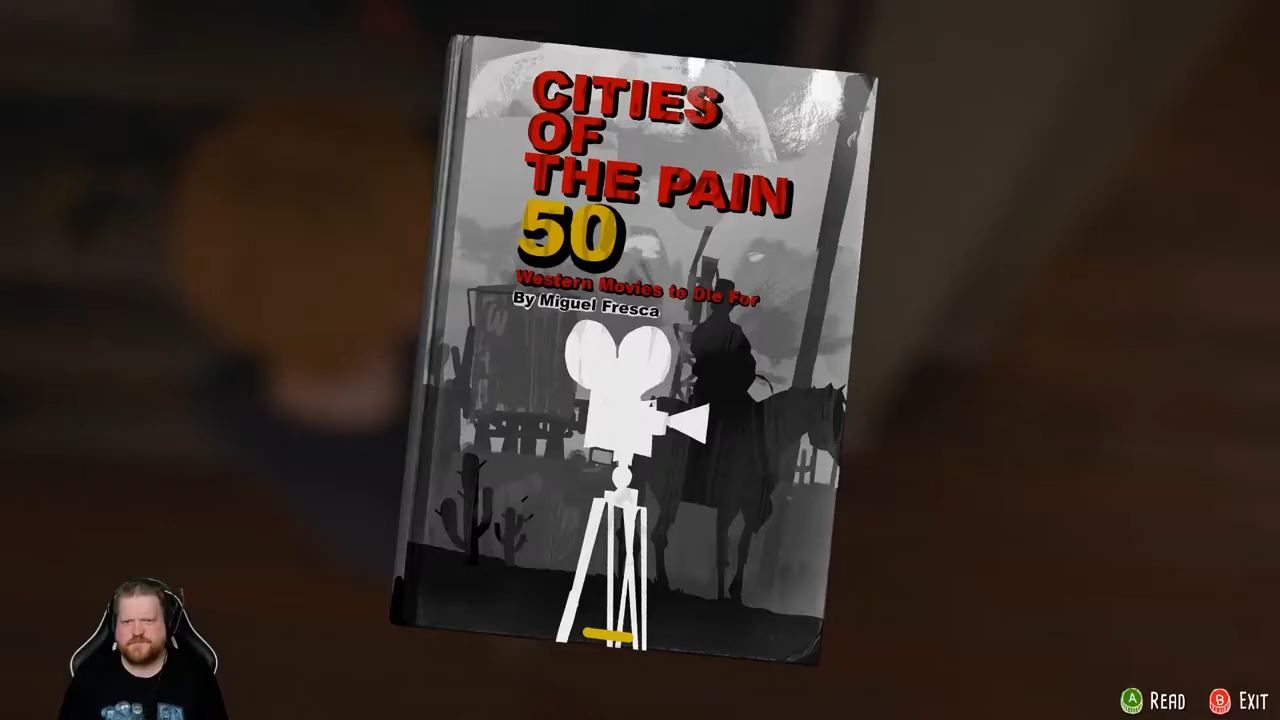 CITIES
OF
THE PAIN
50
Western Movies to Die For
By Miguel Fresca
W
A READ
B EXIT